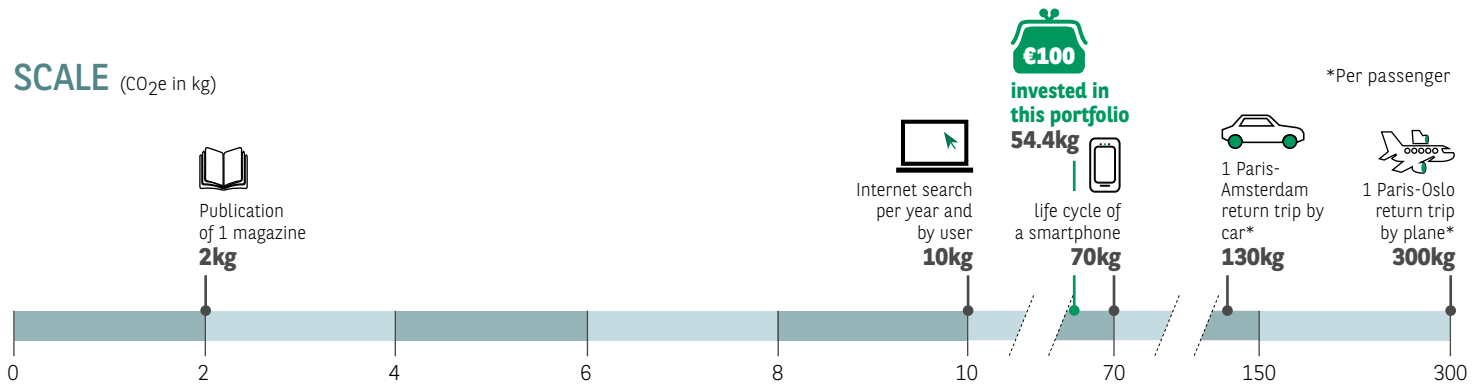 SCALE (CO2e in kg)
*Per passenger
€100
invested in
this portfolio
54.4kg
Publication
of 1 magazine
2kg
Internet search
per year and
by user
10kg
life cycle of
a smartphone
70kg
1 Paris-
Amsterdam
return trip by
car*
130kg
1 Paris-Oslo
return trip
by plane*
300kg
0 2 4 6 8 10 70 150 300